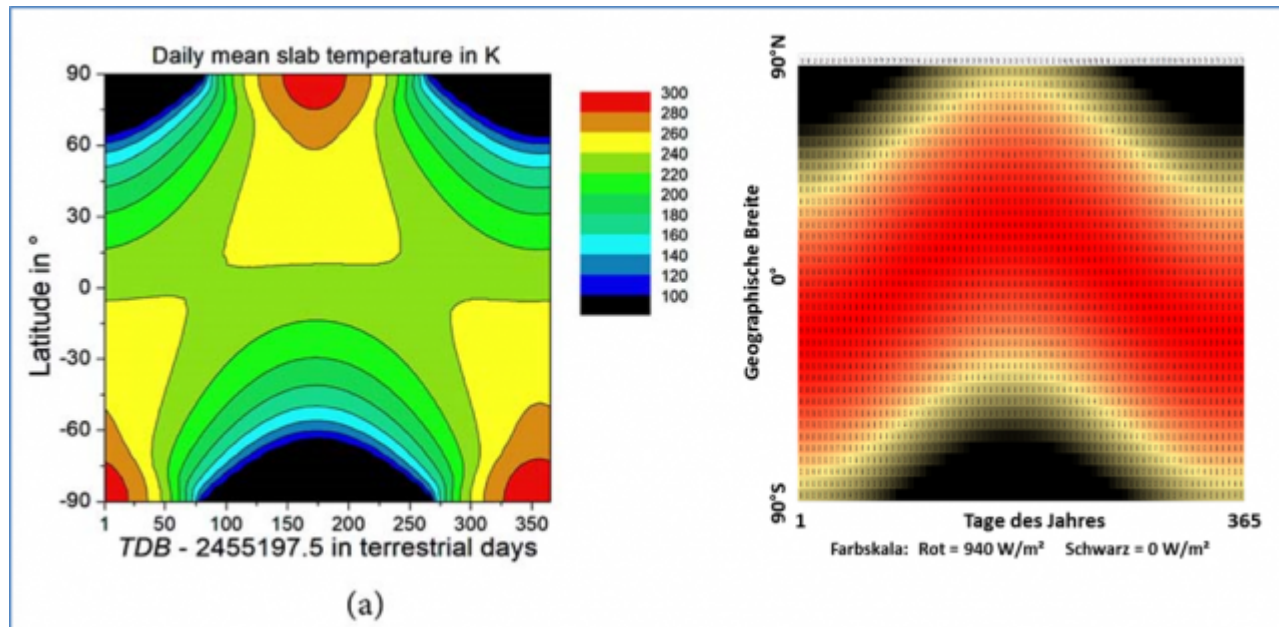 Daily mean slab temperature in K
90
60
30
0
-30
-60
-90
Latitude in °
1 50 100 150 200 250 300 350
TDB - 2455197.5 in terrestrial days
(a)
300
280
260
240
220
200
180
160
140
120
100
90°N
0°
90°S
Geographische Breite
1 Tage des Jahres 365
Farbskala: Rot = 940 W/m² Schwarz = 0 W/m²